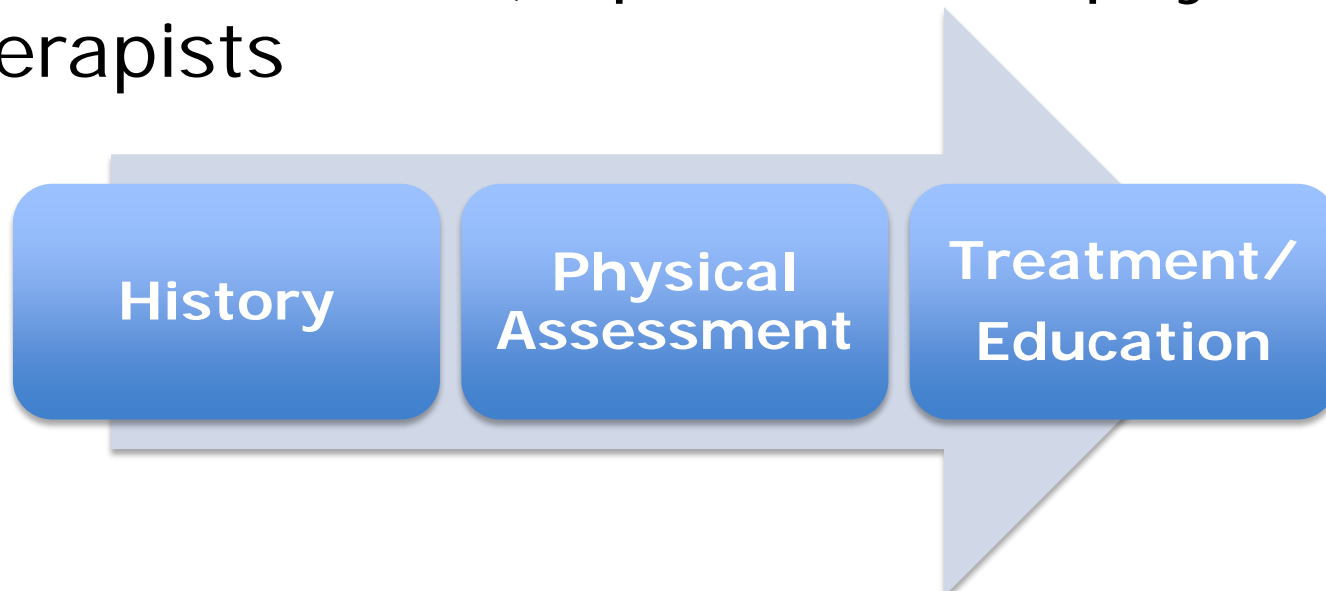 erapists
History
Physical
Assessment
Treatment/
Education